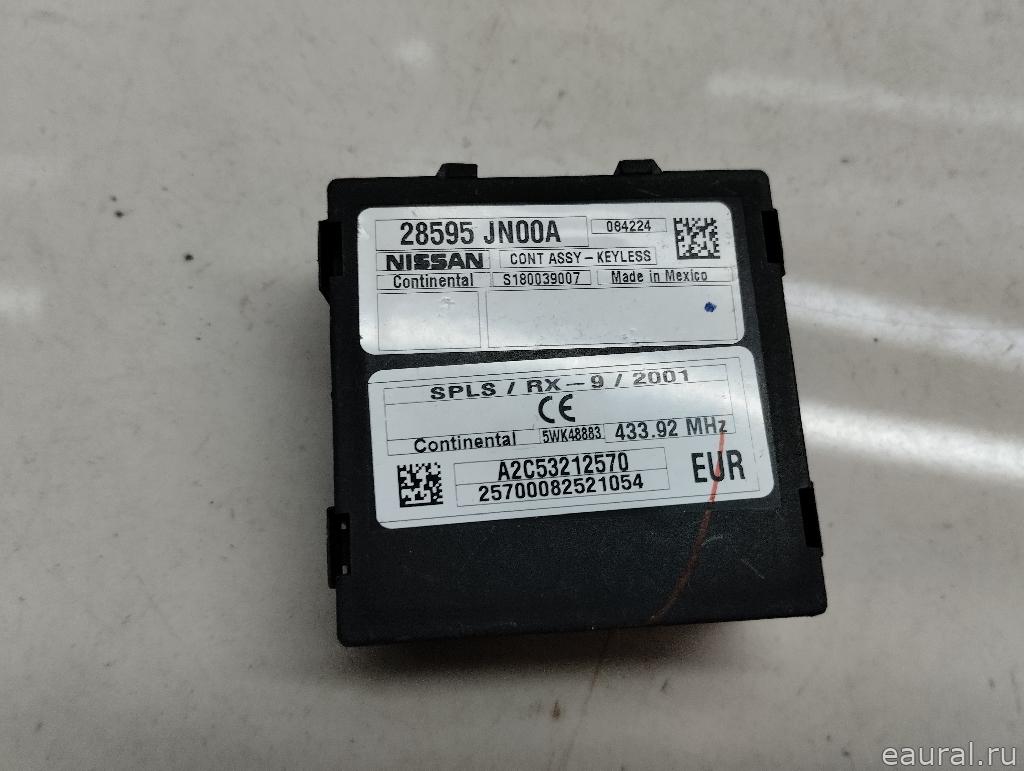 28595 JN00A 084224
NISSAN CONT ASSY - KEYLESS
Continental S180039007 Made in Mexico
SPLS / RX - 9 / 2001
CE
Continental 5WK48883 433.92 MHz
A2C53212570 EUR
25700082521054
eaural.ru